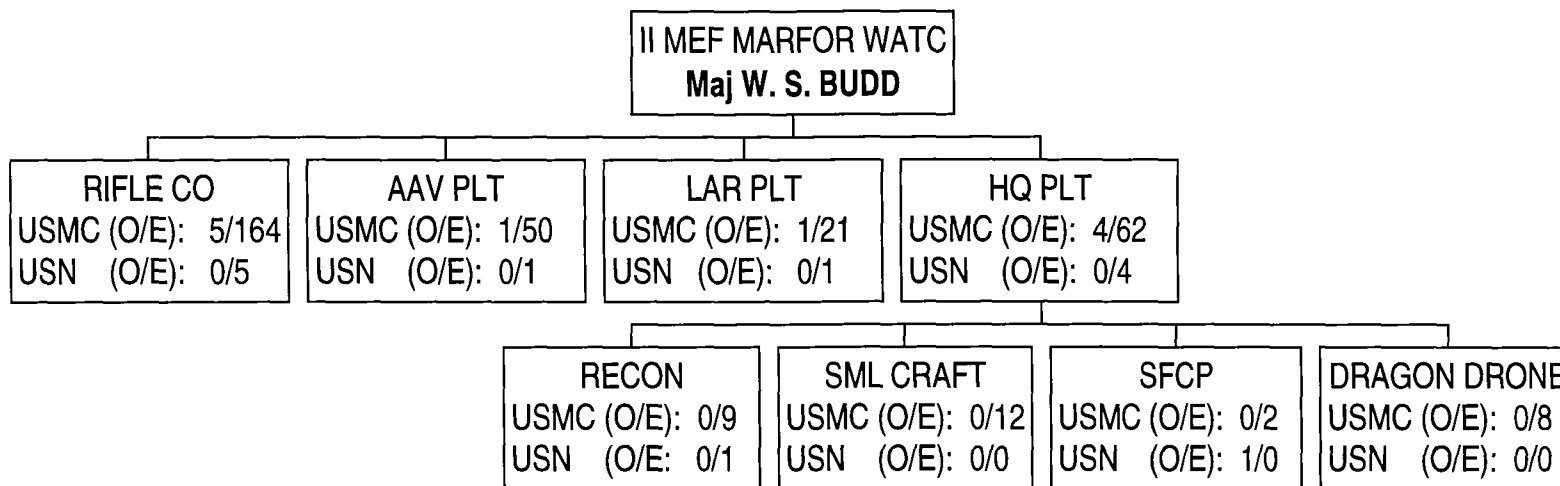 II MEF MARFOR WATC
Maj W. S. BUDD
RIFLE CO
USMC (O/E): 5/164
USN (O/E): 0/5
AAV PLT
USMC (O/E): 1/50
USN (O/E): 0/1
LAR PLT
USMC (O/E): 1/21
USN (O/E): 0/1
HQ PLT
USMC (O/E): 4/62
USN (O/E): 0/4
RECON
USMC (O/E): 0/9
USN (O/E: 0/1
SML CRAFT
USMC (O/E): 0/12
USN (O/E): 0/0
SFCP
USMC (O/E): 0/2
USN (O/E): 1/0
DRAGON DRONE
USMC (O/E): 0/8
USN (O/E): 0/0